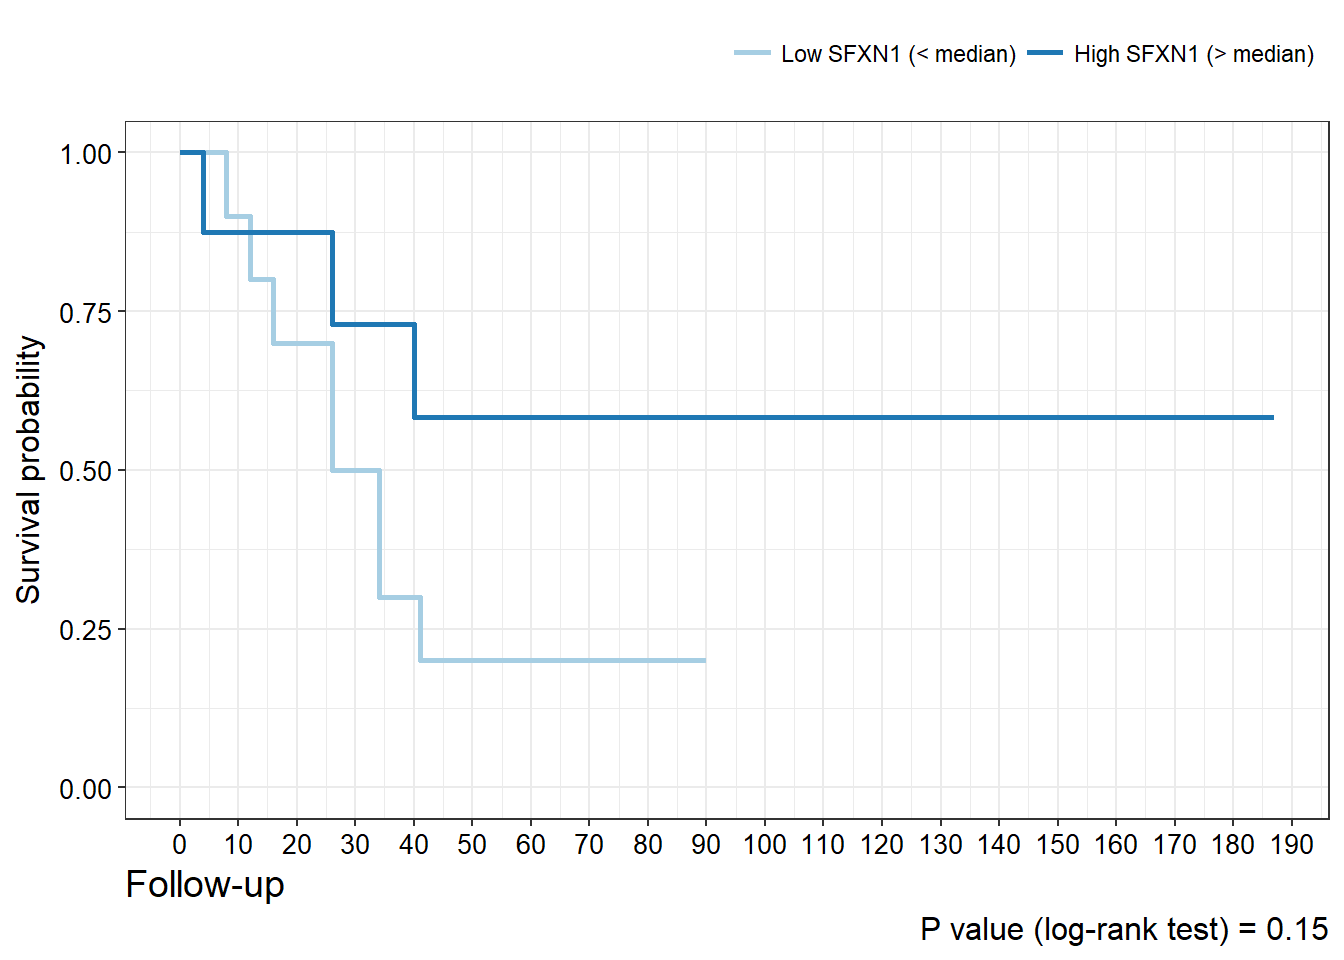 Low SFXN1 (< median) High SFXN1 (> median)
Survival probability
1.00
0.75
0.50
0.25
0.00
0 10 20 30 40 50 60 70 80 90 100 110 120 130 140 150 160 170 180 190
Follow-up
P value (log-rank test) = 0.15